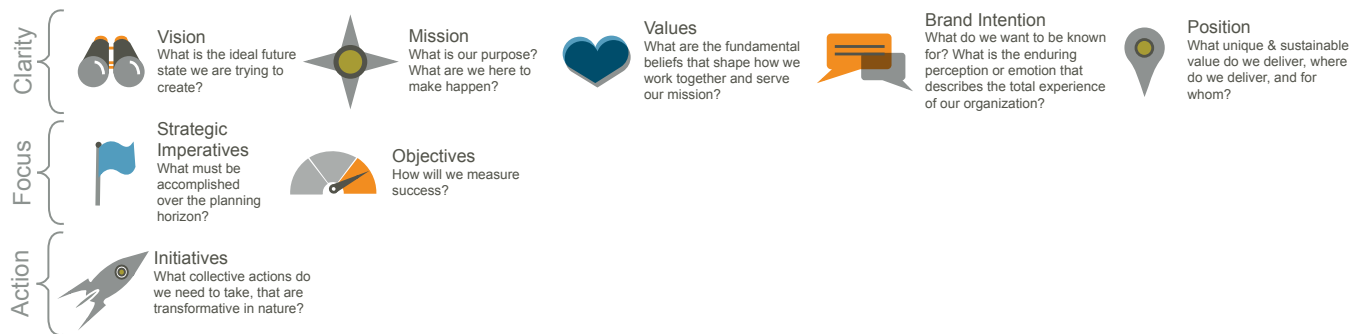 Clarity
Vision
What is the ideal future
state we are trying to
create?
Mission
What is our purpose?
What are we here to
make happen?
Values
What are the fundamental
beliefs that shape how we
work together and serve
our mission?
Brand Intention
What do we want to be known
for? What is the enduring
perception or emotion that
describes the total experience
of our organization?
Position
What unique & sustainable
value do we deliver, where
do we deliver, and for
whom?
Focus
Strategic
Imperatives
What must be
accomplished
over the planning
horizon?
Objectives
How will we measure
success?
Action
Initiatives
What collective actions do
we need to take, that are
transformative in nature?